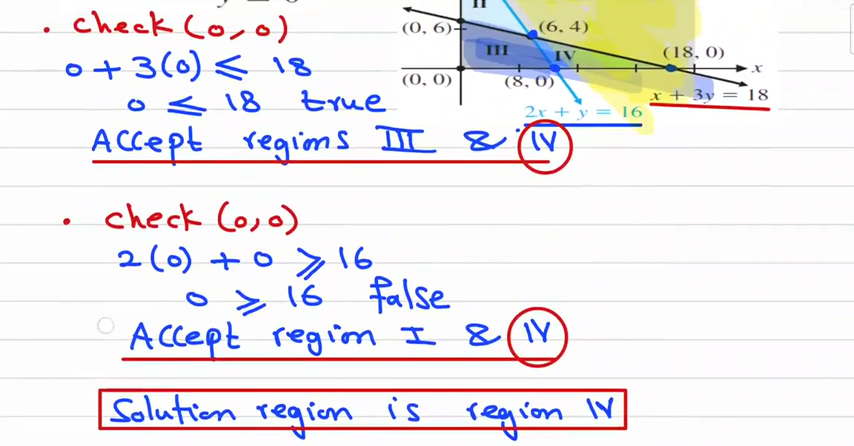 • check (0,0)
0 + 3(0) ⩽ 18
0 ⩽ 18 true
Accept regions III & IV
II
(0, 6)
(6, 4)
III
IV
(18, 0)
x
(0, 0)
(8, 0)
x + 3y = 18
2x + y = 16
• check (0,0)
2(0) + 0 ⩾ 16
0 ⩾ 16 false
Accept region I & IV
Solution region is region IV